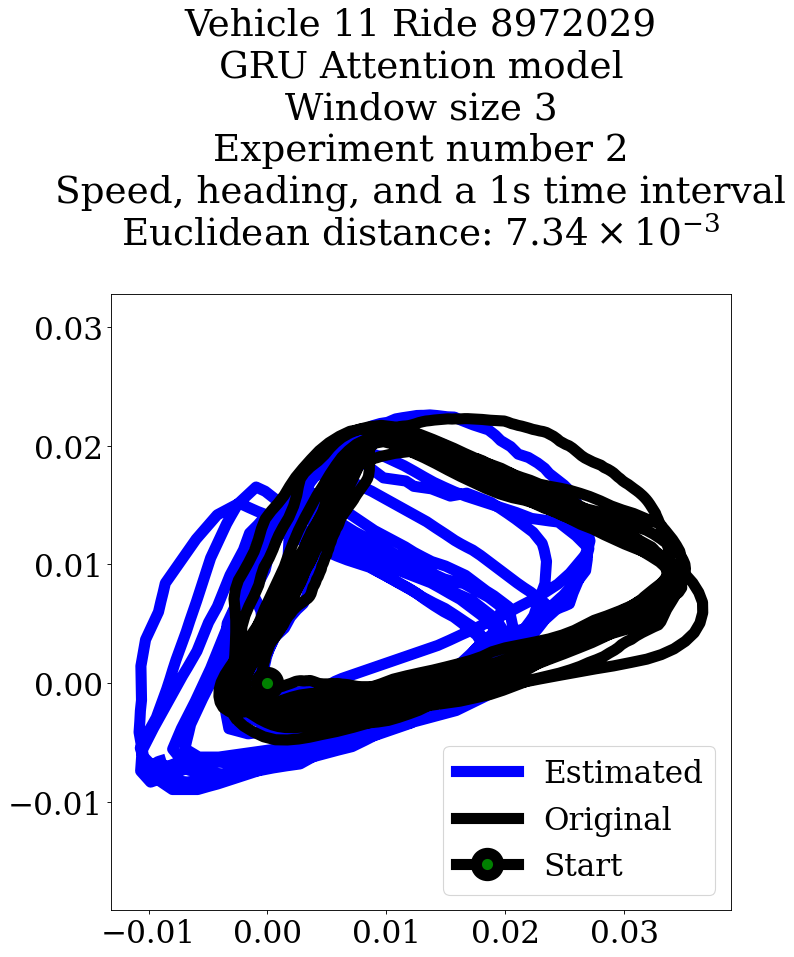 Vehicle 11 Ride 8972029
GRU Attention model
Window size 3
Experiment number 2
Speed, heading, and a 1s time interval
Euclidean distance: 7.34 × 10⁻³
0.03
0.02
0.01
0.00
−0.01
Estimated
Original
Start
−0.01 0.00 0.01 0.02 0.03